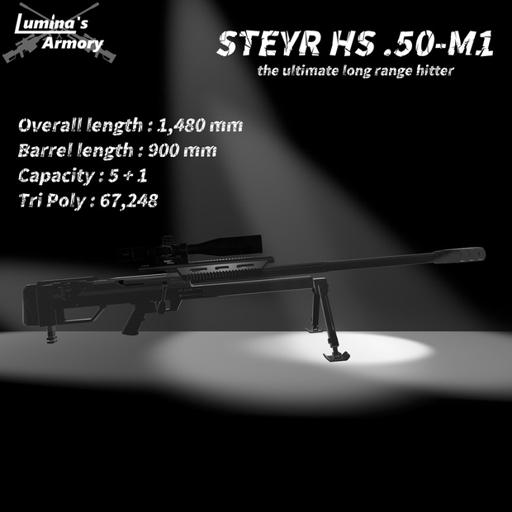 Lumina's
Armory
STEYR HS .50-M1
the ultimate long range hitter
Overall length : 1,480 mm
Barrel length : 900 mm
Capacity : 5 + 1
Tri Poly : 67,248